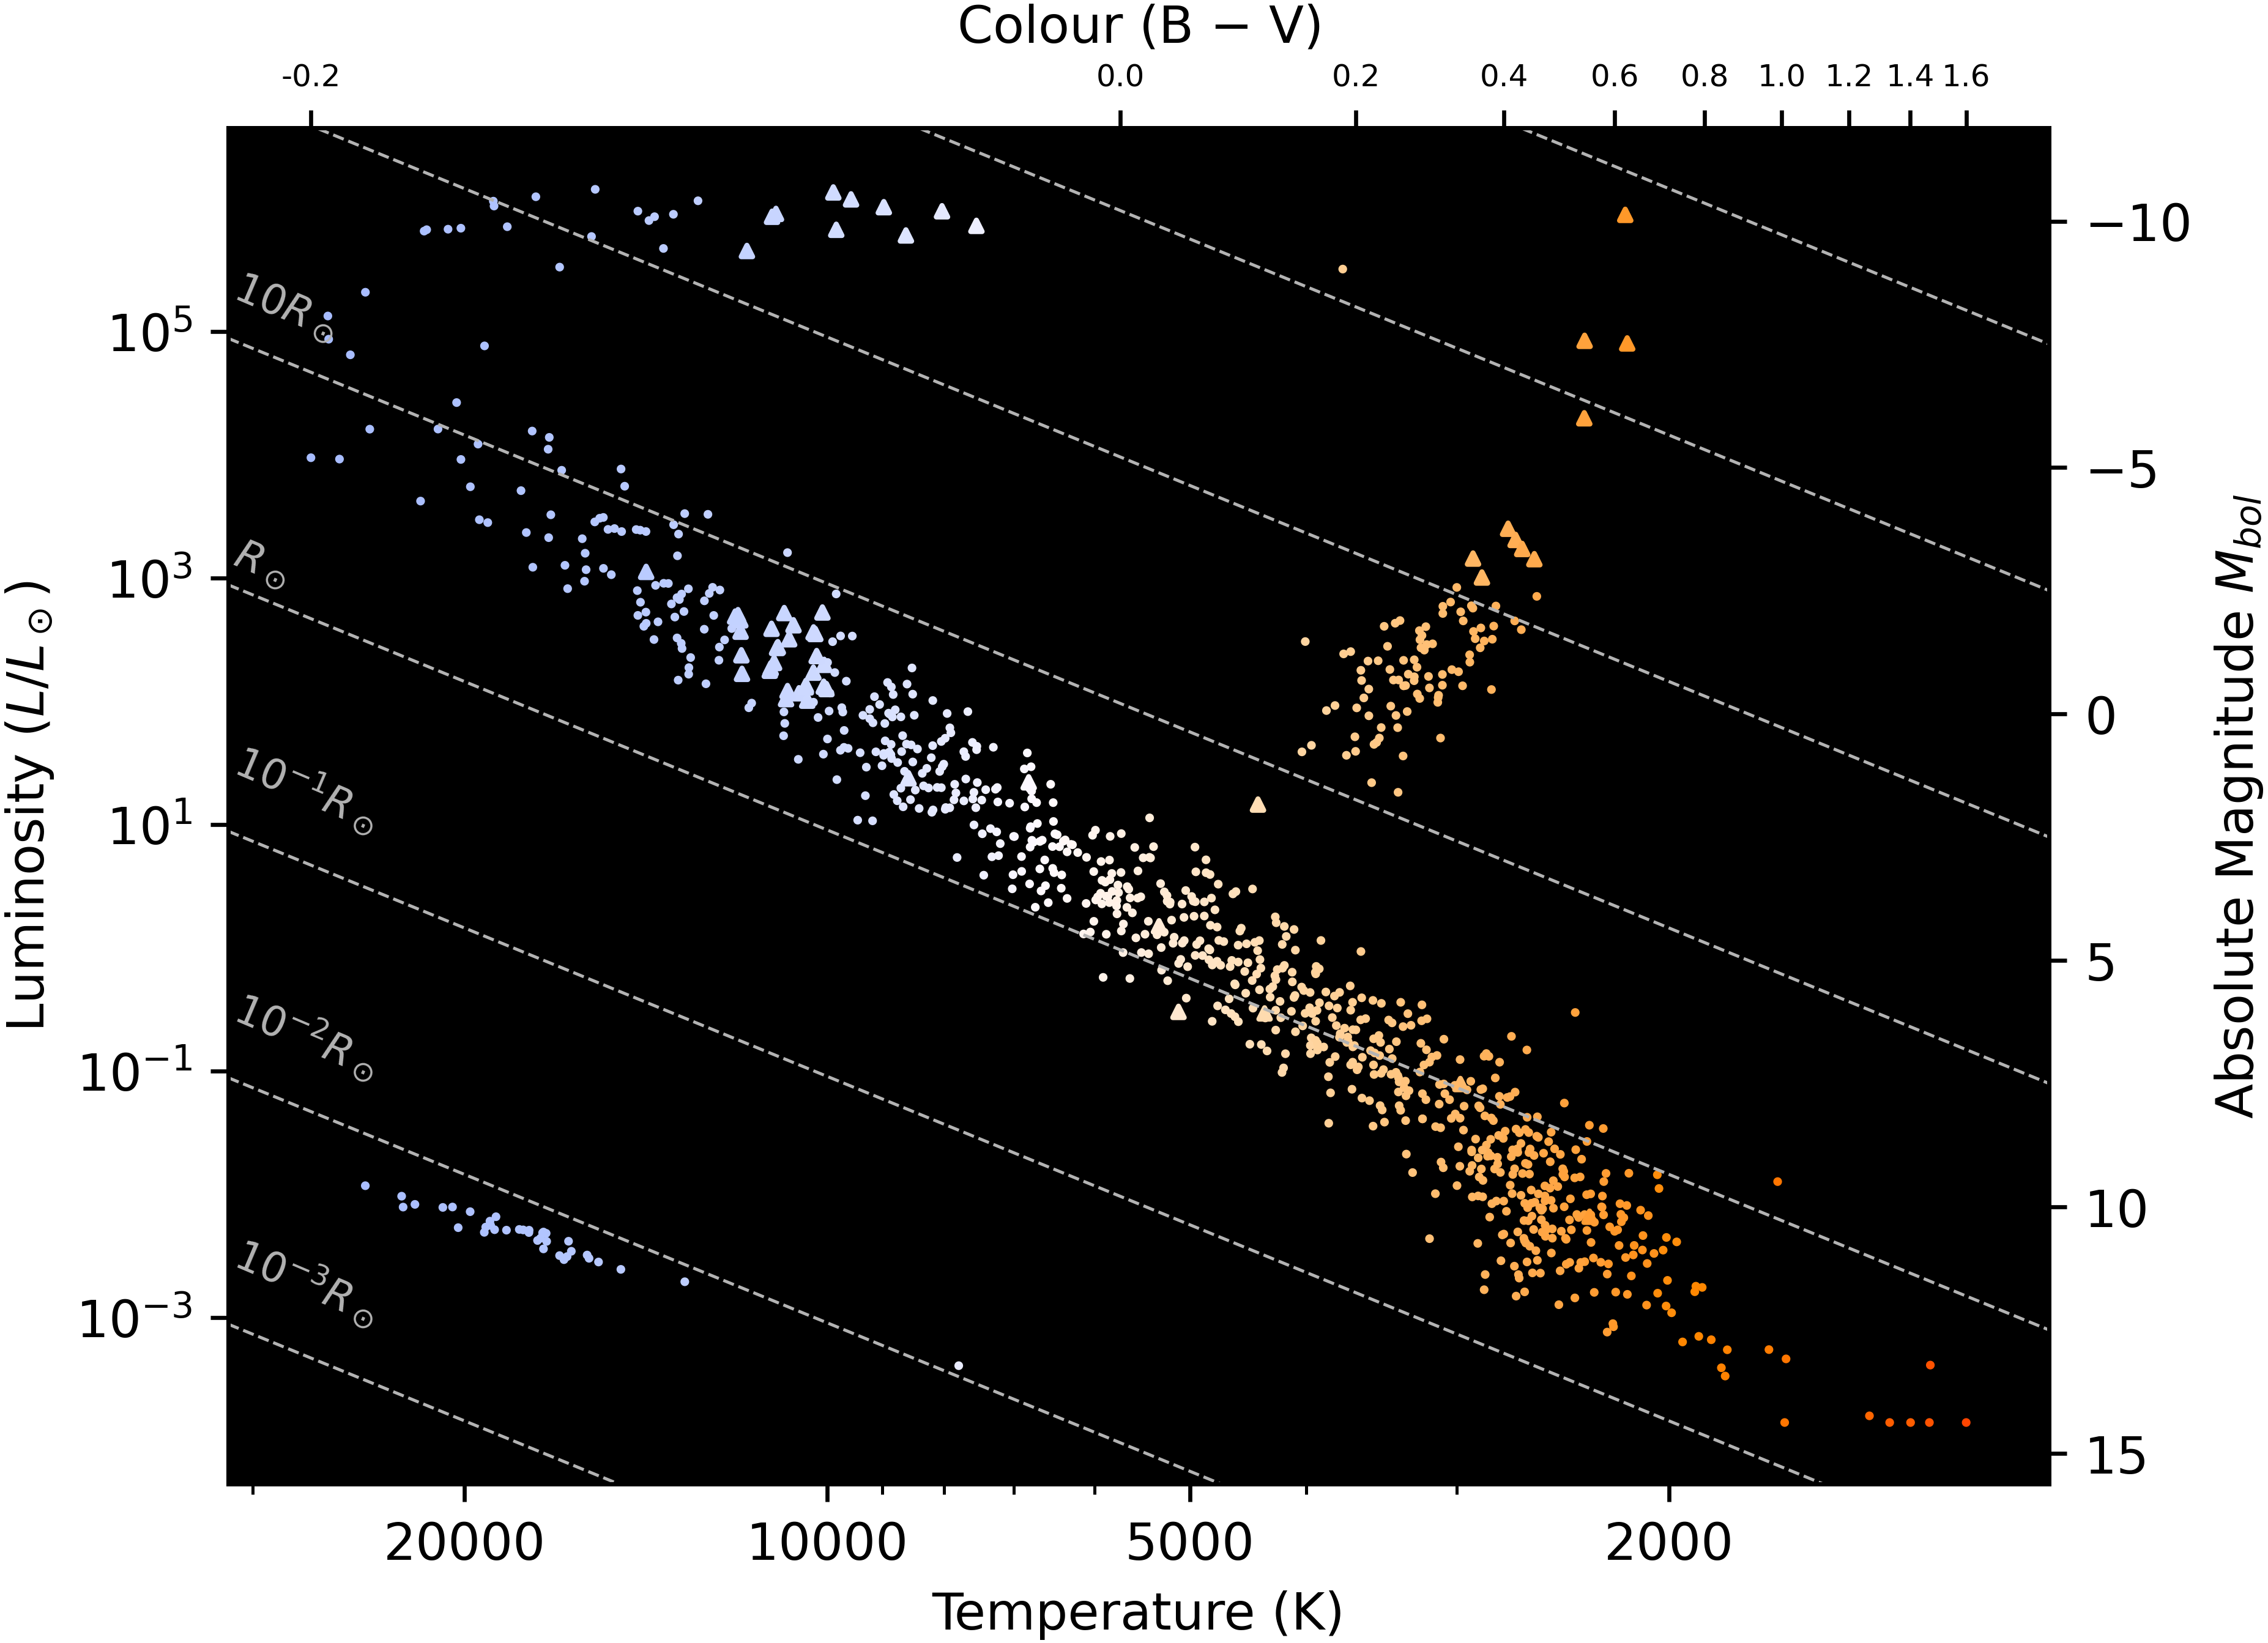 Colour (B − V)
-0.2 0.0 0.2 0.4 0.6 0.8 1.0 1.2 1.4 1.6
Luminosity (L/L☉)
10⁵
10³
10¹
10⁻¹
10⁻³
10R☉
R☉
10⁻¹R☉
10⁻²R☉
10⁻³R☉
−10
−5
0
5
10
15
Absolute Magnitude M_bol
20000 10000 5000 2000
Temperature (K)